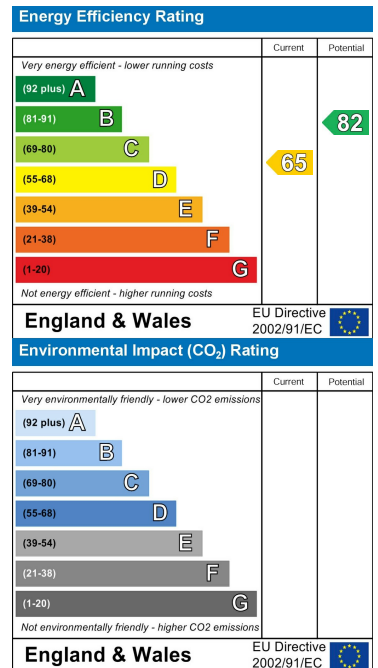 Energy Efficiency Rating
Current Potential
Very energy efficient - lower running costs
(92 plus) A
(81-91) B
82
(69-80) C
65
(55-68) D
(39-54) E
(21-38) F
(1-20) G
Not energy efficient - higher running costs
England & Wales
EU Directive
2002/91/EC
Environmental Impact (CO₂) Rating
Current Potential
Very environmentally friendly - lower CO2 emissions
(92 plus) A
(81-91) B
(69-80) C
(55-68) D
(39-54) E
(21-38) F
(1-20) G
Not environmentally friendly - higher CO2 emissions
England & Wales
EU Directive
2002/91/EC